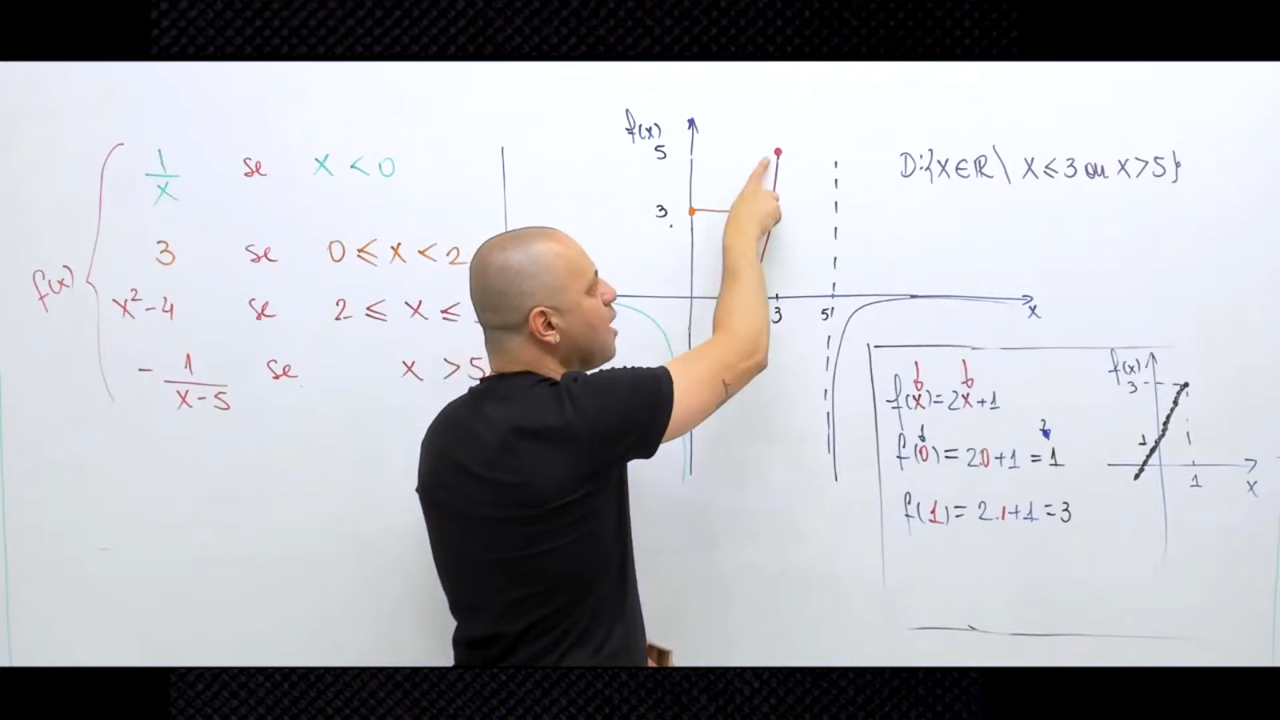 f(x)
1/x se x < 0
3 se 0 ≤ x < 2
x²-4 se 2 ≤ x ≤
- 1/(x-5) se x > 5
f(x)
5
3
3 5
x
D:{x∈ℝ \ x ≤ 3 ou x > 5}
f(x) = 2x+1
f(0) = 2.0+1 = 1
f(1) = 2.1+1 = 3
f(x)
3
1
1
x